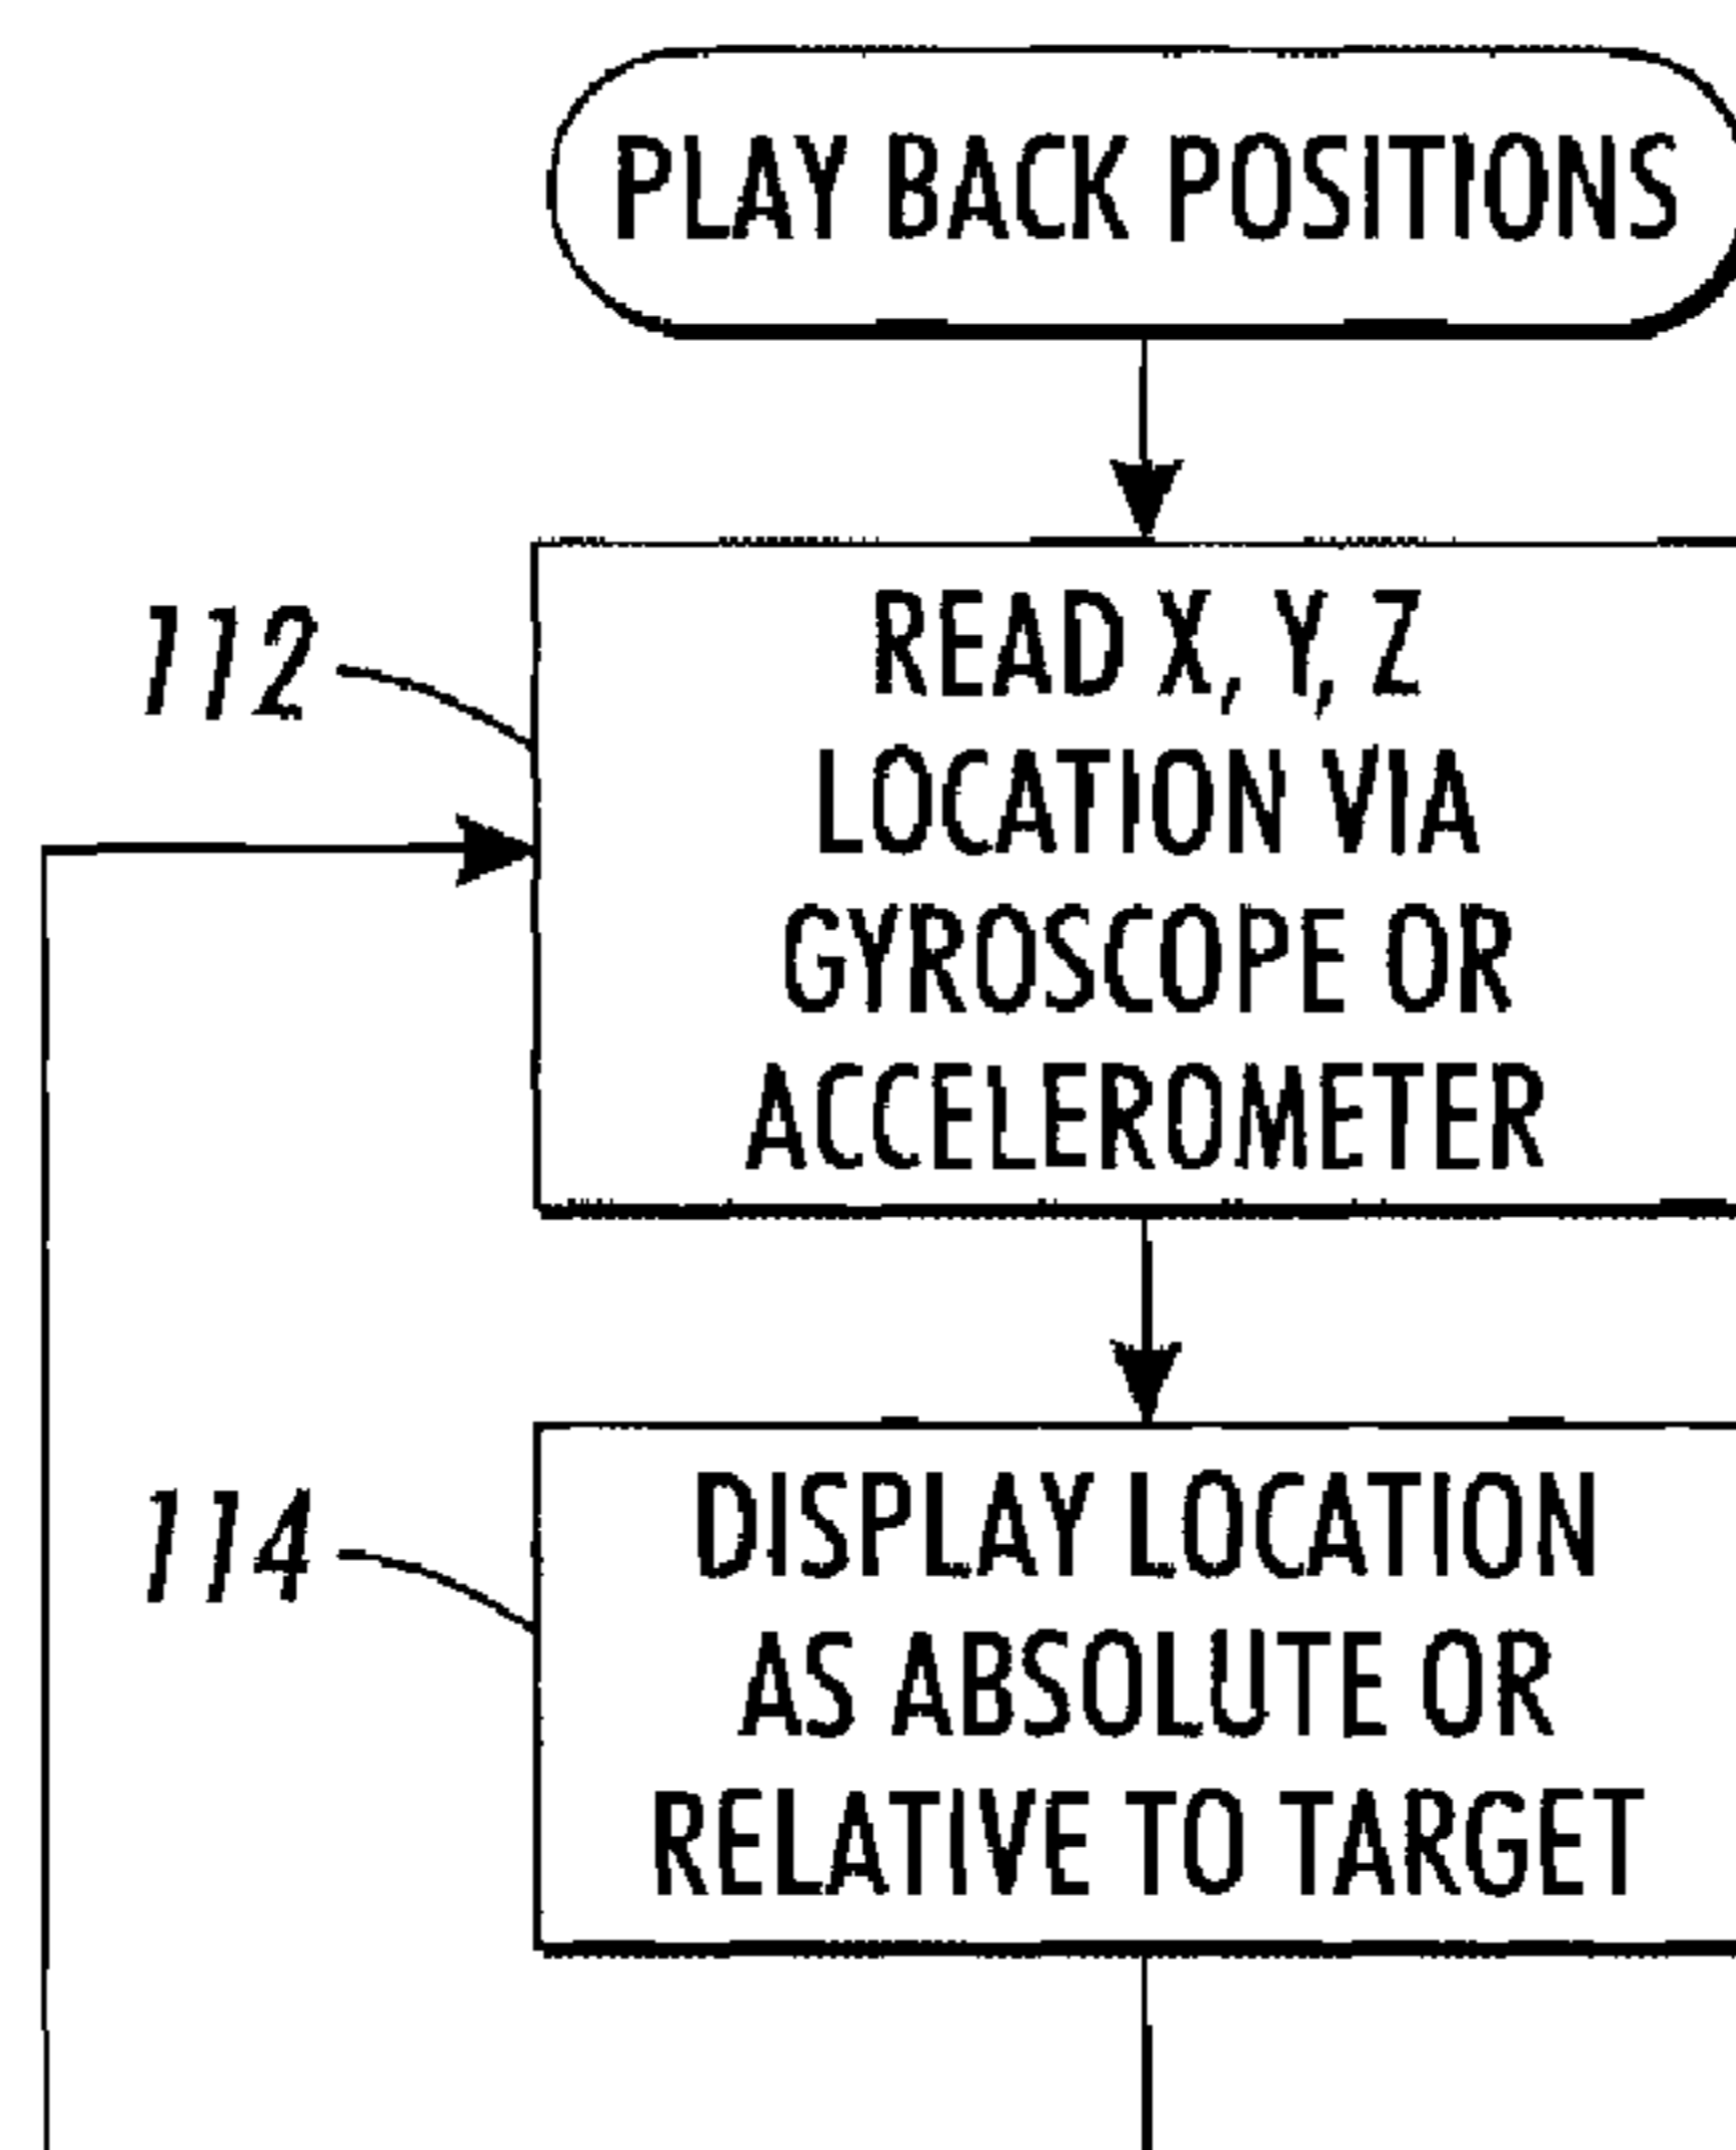 PLAY BACK POSITIONS
112
READ X, Y, Z
LOCATION VIA
GYROSCOPE OR
ACCELEROMETER
114
DISPLAY LOCATION
AS ABSOLUTE OR
RELATIVE TO TARGET